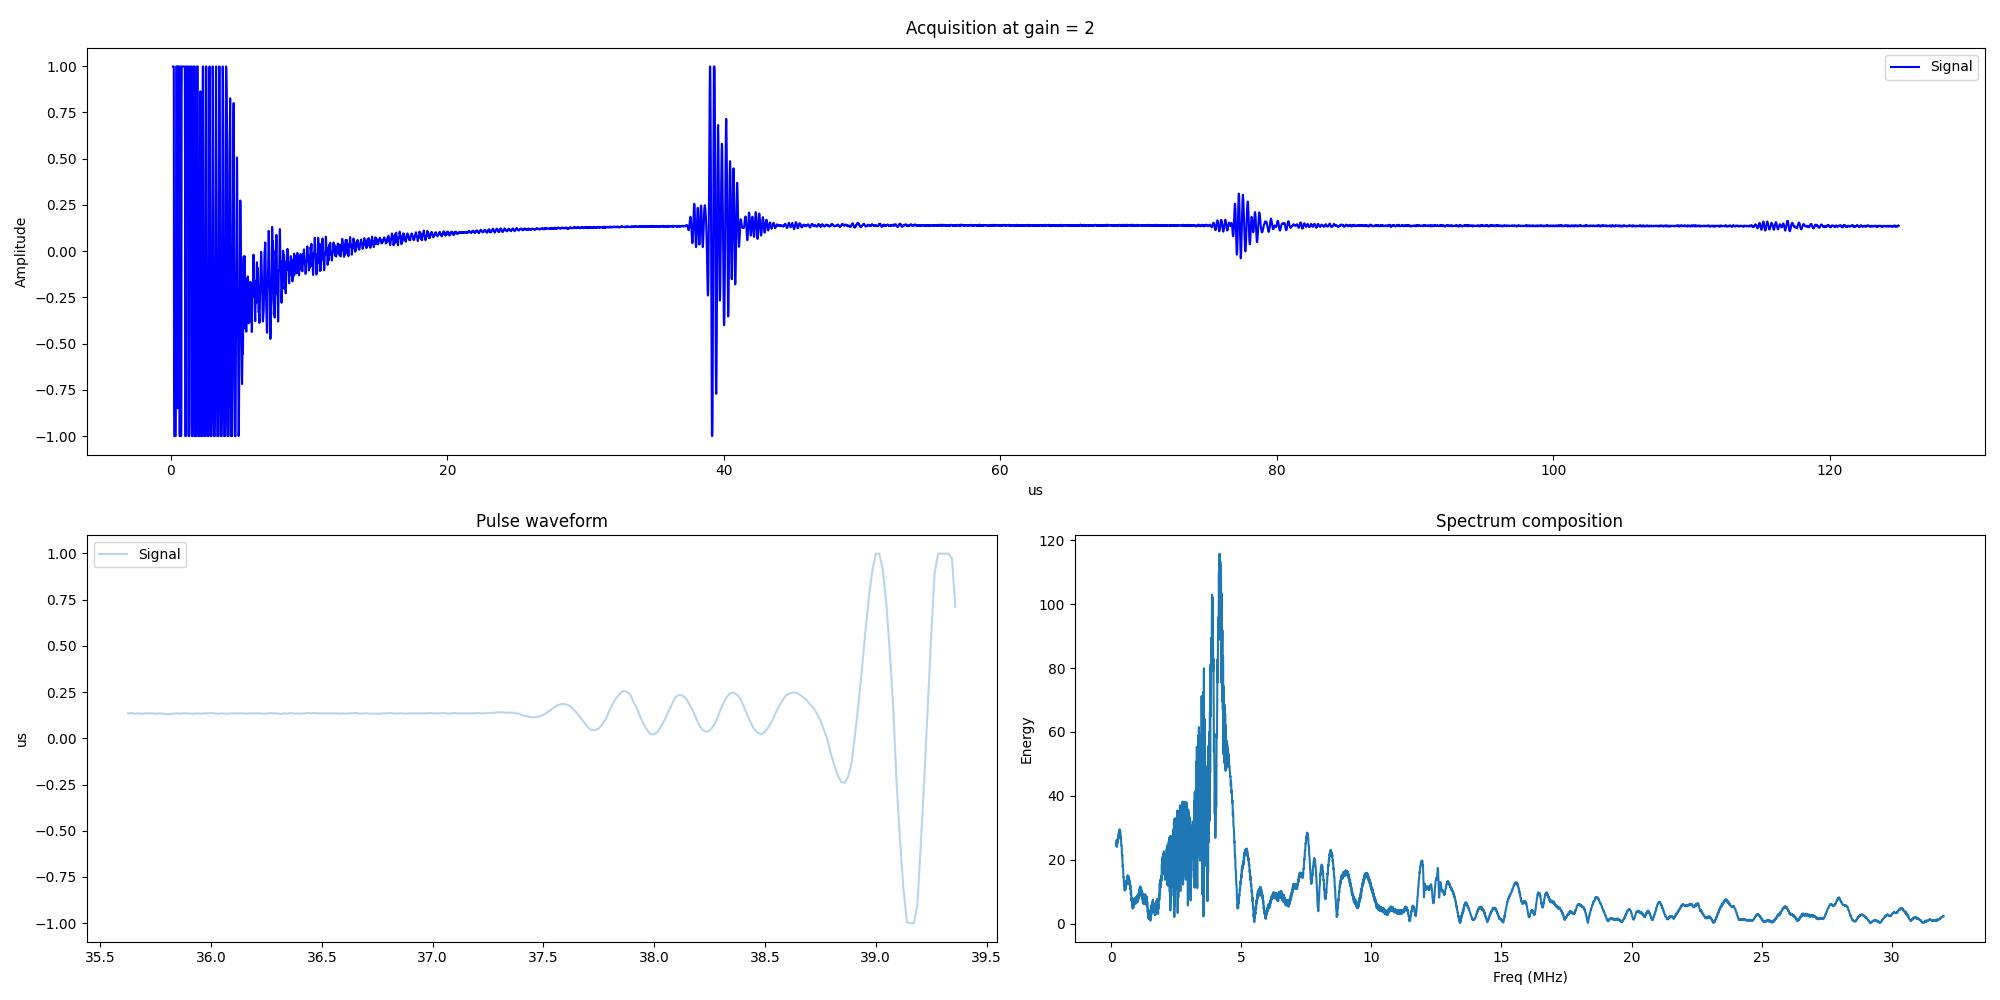 Acquisition at gain = 2
Signal
Amplitude
1.00
0.75
0.50
0.25
0.00
−0.25
−0.50
−0.75
−1.00
0 20 40 60 80 100 120
us
Pulse waveform
Signal
us
1.00
0.75
0.50
0.25
0.00
−0.25
−0.50
−0.75
−1.00
35.5 36.0 36.5 37.0 37.5 38.0 38.5 39.0 39.5
Spectrum composition
Energy
120
100
80
60
40
20
0
0 5 10 15 20 25 30
Freq (MHz)